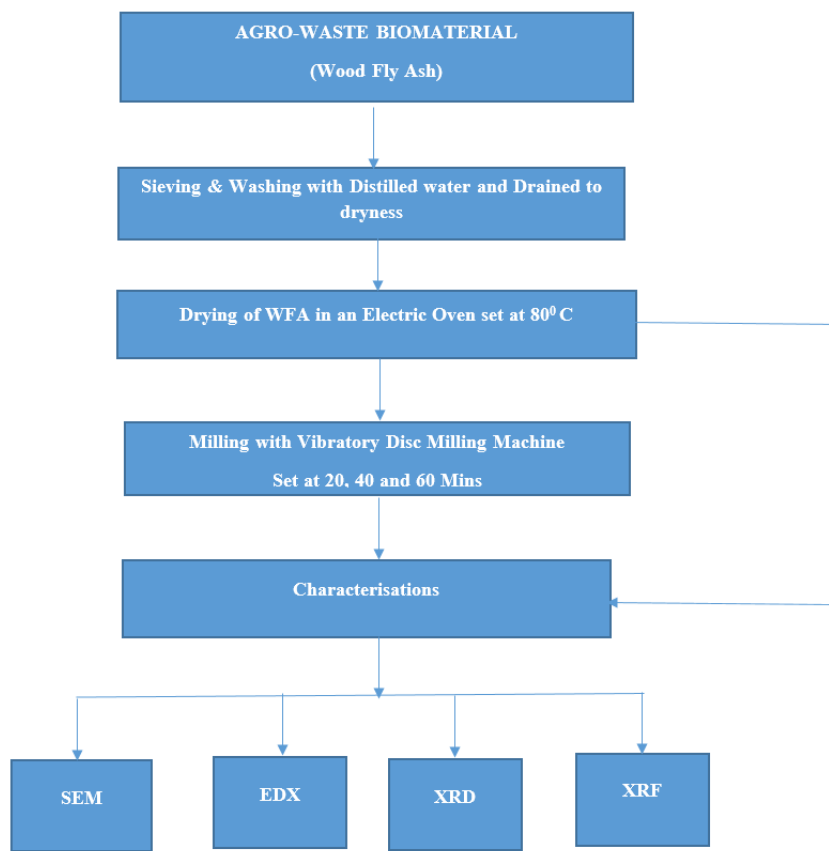 AGRO-WASTE BIOMATERIAL
(Wood Fly Ash)
Sieving & Washing with Distilled water and Drained to
dryness
Drying of WFA in an Electric Oven set at 80⁰ C
Milling with Vibratory Disc Milling Machine
Set at 20, 40 and 60 Mins
Characterisations
SEM
EDX
XRD
XRF